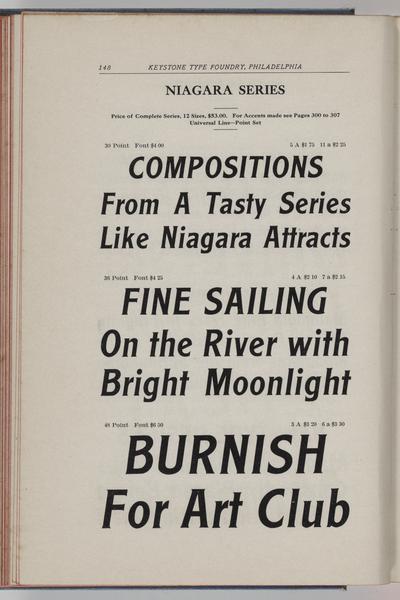 148 KEYSTONE TYPE FOUNDRY, PHILADELPHIA
NIAGARA SERIES
Price of Complete Series, 12 Sizes, $53.00. For Accents made see Pages 300 to 307
Universal Line—Point Set
30 Point Font $4 00 5 A $1 75 11 a $2 25
COMPOSITIONS
From A Tasty Series
Like Niagara Attracts
36 Point Font $4 25 4 A $2 10 7 a $2 15
FINE SAILING
On the River with
Bright Moonlight
48 Point Font $6 50 3 A $3 20 6 a $3 30
BURNISH
For Art Club